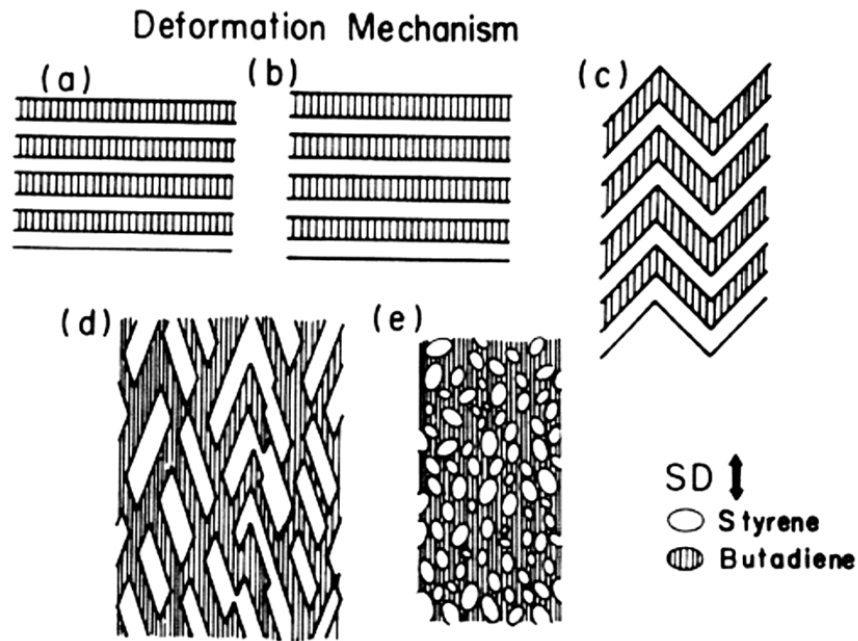 Deformation Mechanism
(a)
(b)
(c)
(d)
(e)
SD
Styrene
Butadiene